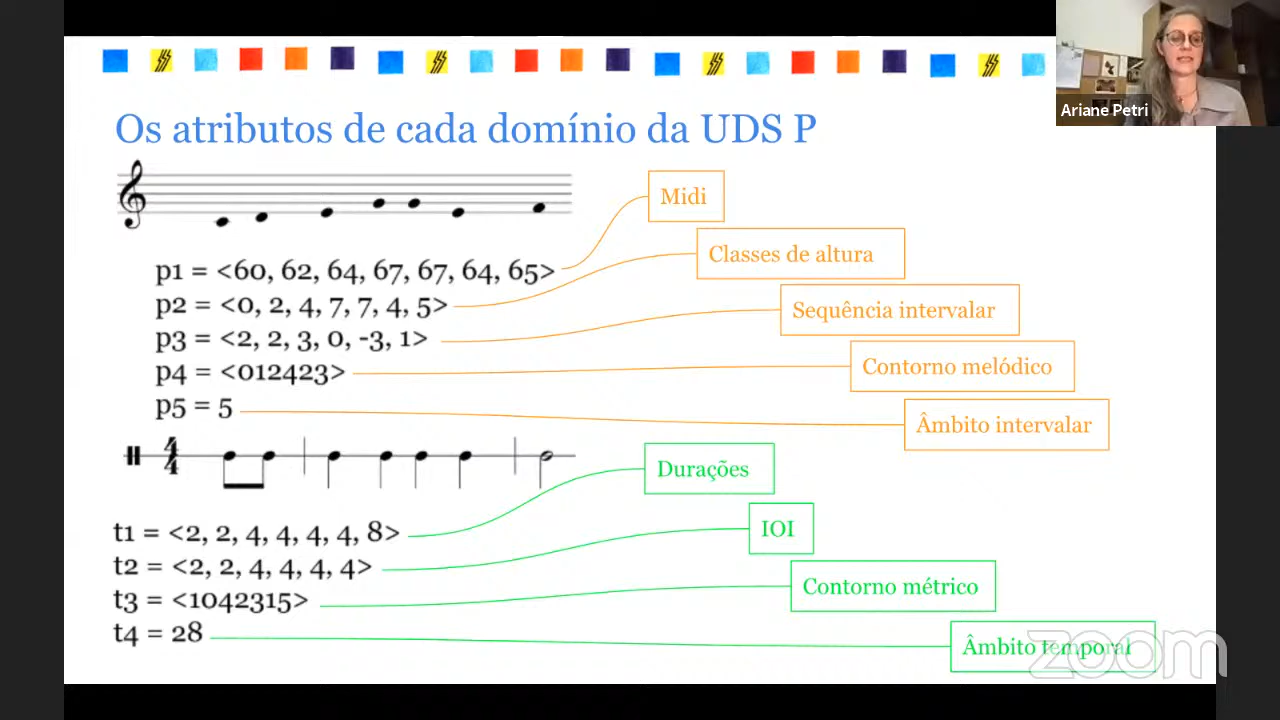 Ariane Petri
Os atributos de cada domínio da UDS P
Midi
Classes de altura
p1 = <60, 62, 64, 67, 67, 64, 65>
p2 = <0, 2, 4, 7, 7, 4, 5>
Sequência intervalar
p3 = <2, 2, 3, 0, -3, 1>
p4 = <012423>
Contorno melódico
p5 = 5
Âmbito intervalar
4
4
Durações
t1 = <2, 2, 4, 4, 4, 4, 8>
IOI
t2 = <2, 2, 4, 4, 4, 4>
Contorno métrico
t3 = <1042315>
t4 = 28
Âmbito temporal
zoom